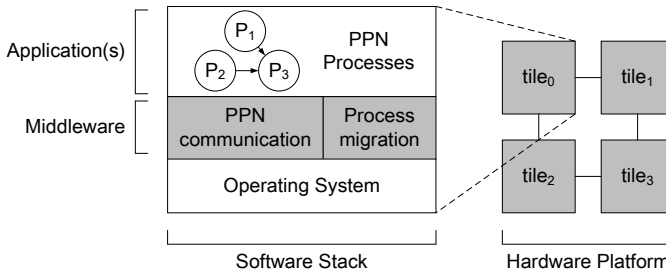 Application(s)
P1
P2
P3
PPN
Processes
Middleware
PPN
communication
Process
migration
Operating System
tile0
tile1
tile2
tile3
Software Stack
Hardware Platform